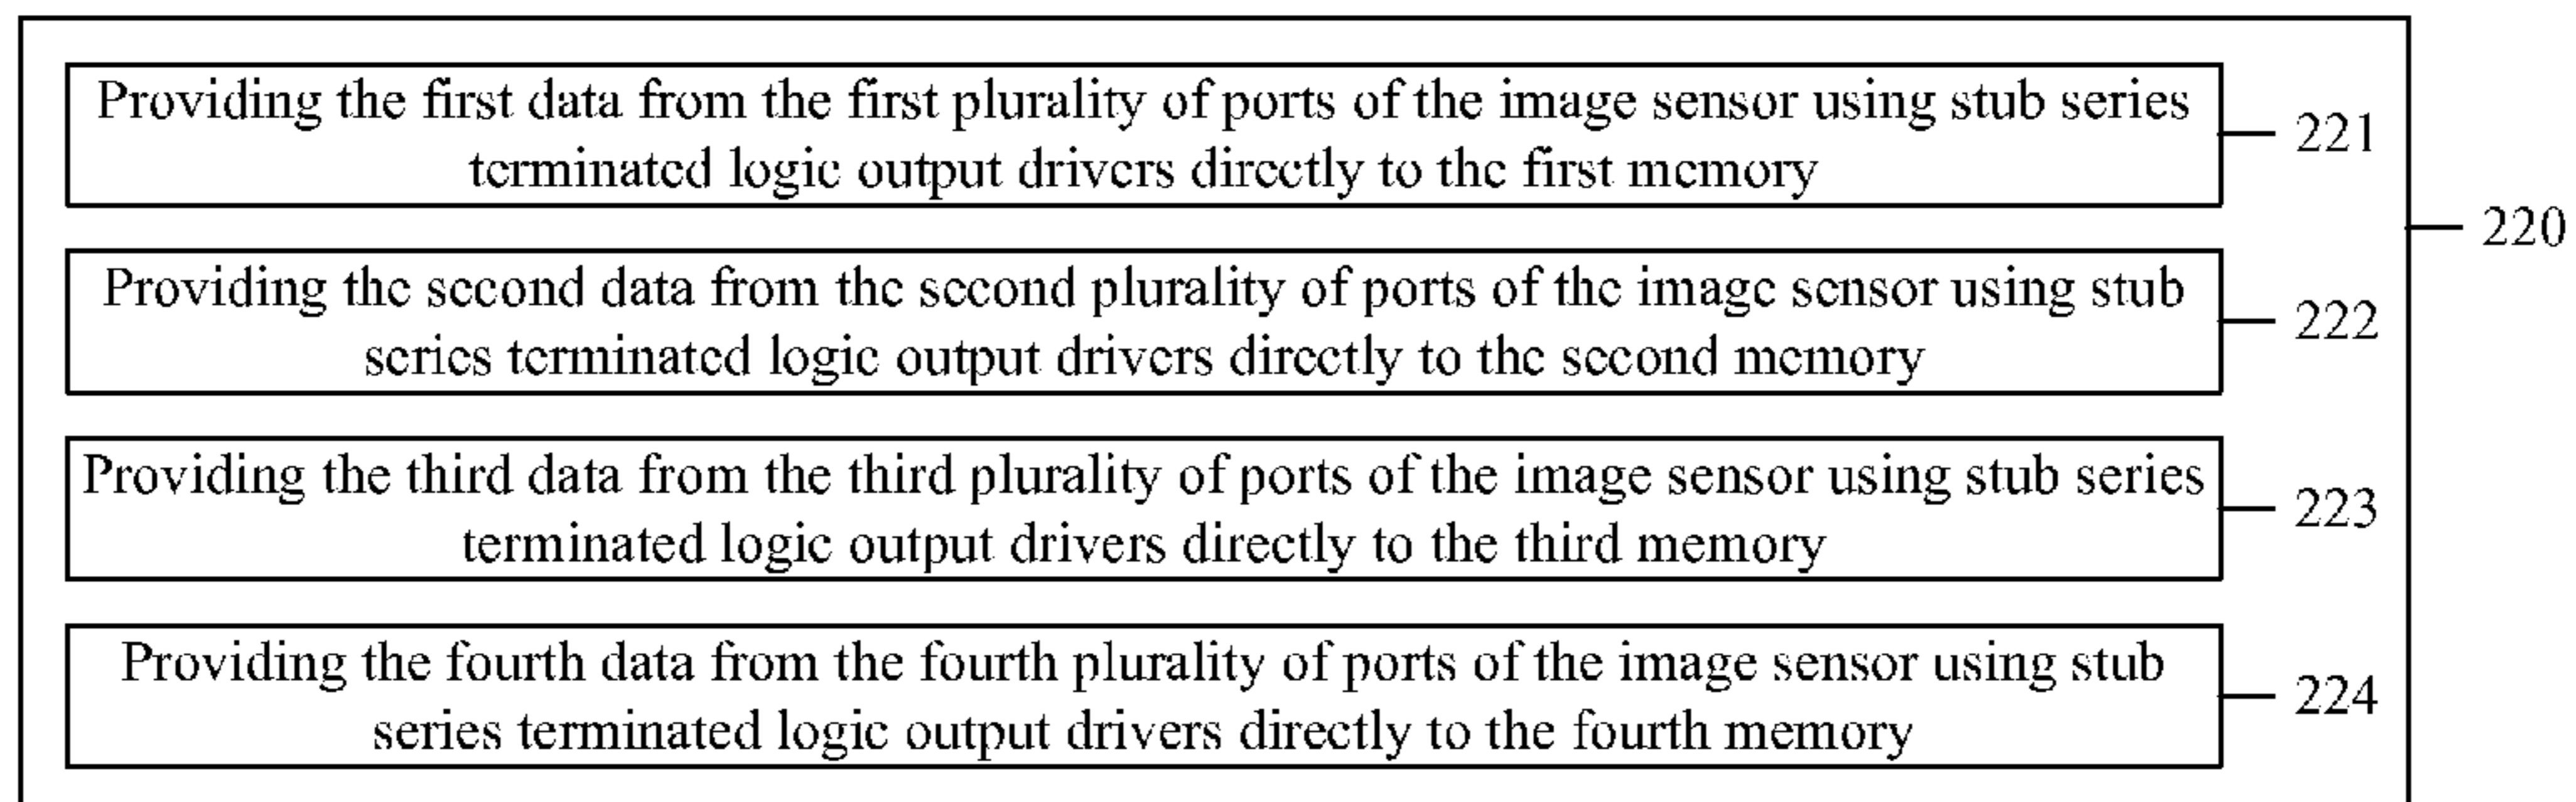 Providing the first data from the first plurality of ports of the image sensor using stub series
terminated logic output drivers directly to the first memory
221
220
Providing the second data from the second plurality of ports of the image sensor using stub
series terminated logic output drivers directly to the second memory
222
Providing the third data from the third plurality of ports of the image sensor using stub series
terminated logic output drivers directly to the third memory
223
Providing the fourth data from the fourth plurality of ports of the image sensor using stub
series terminated logic output drivers directly to the fourth memory
224